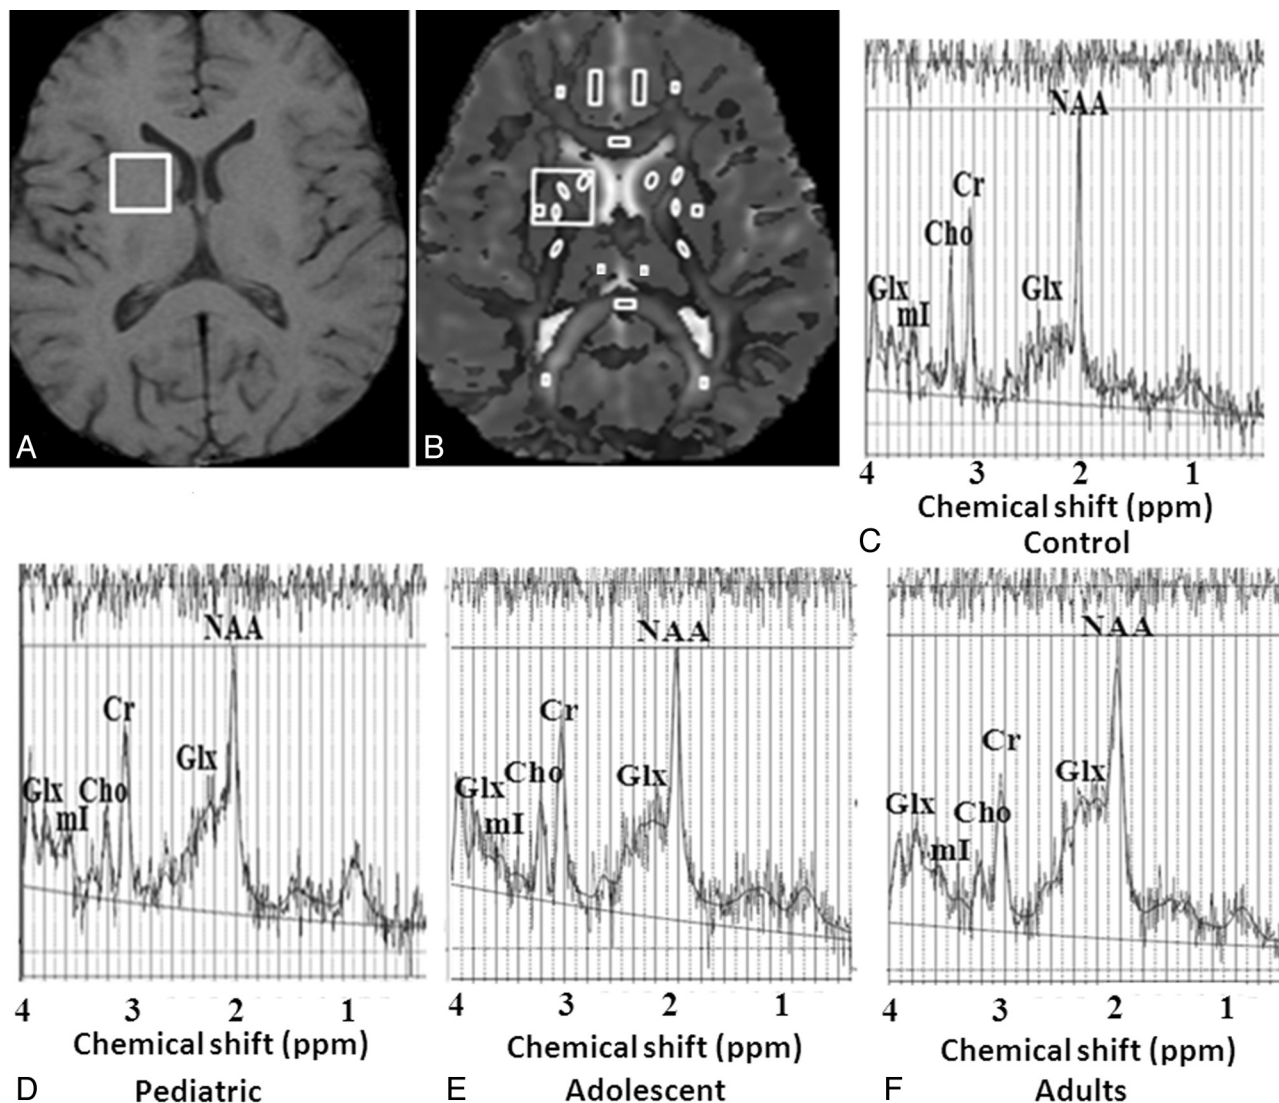 A
B
NAA
Cr
Cho
Glx
Glx
mI
4 3 2 1
Chemical shift (ppm)
C
Control
NAA
Cr
Glx
Glx
Cho
mI
4 3 2 1
Chemical shift (ppm)
D
Pediatric
NAA
Cr
Glx
Cho
Glx
mI
4 3 2 1
Chemical shift (ppm)
E
Adolescent
NAA
Cr
Glx
Glx
Cho
mI
4 3 2 1
Chemical shift (ppm)
F
Adults